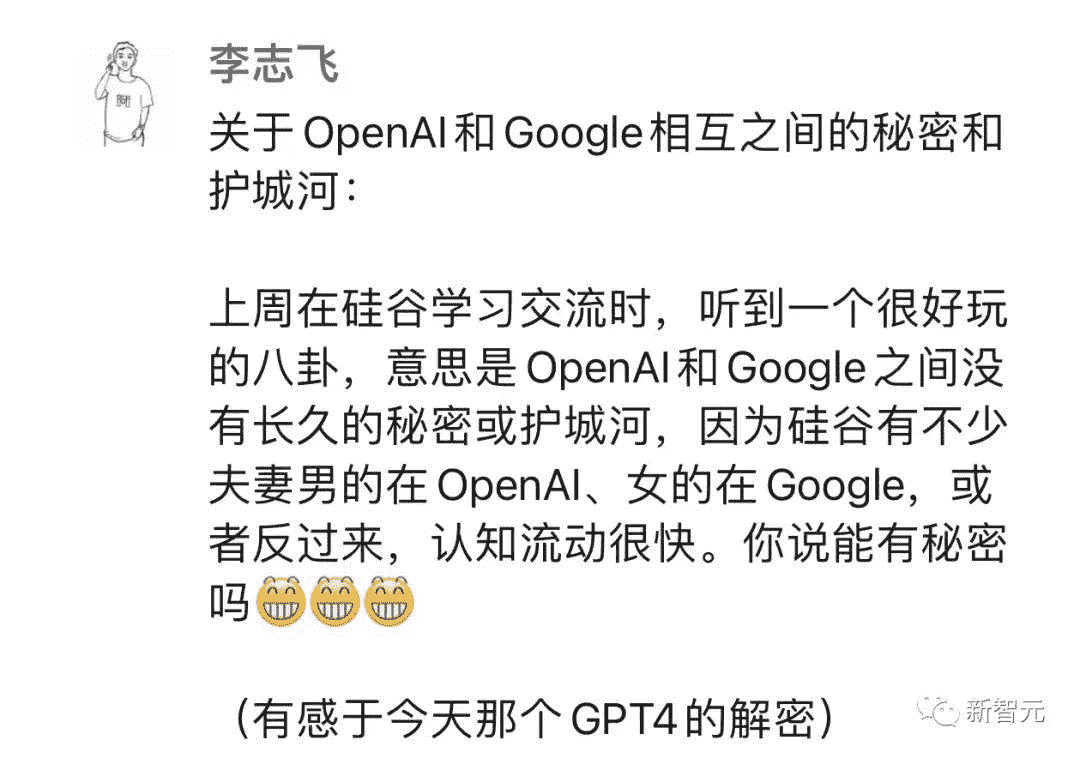 李志飞
关于OpenAI和Google相互之间的秘密和
护城河：
上周在硅谷学习交流时，听到一个很好玩
的八卦，意思是OpenAI和Google之间没
有长久的秘密或护城河，因为硅谷有不少
夫妻男的在OpenAI、女的在Google，或
者反过来，认知流动很快。你说能有秘密
吗😁😁😁
（有感于今天那个GPT4的解密）
新智元